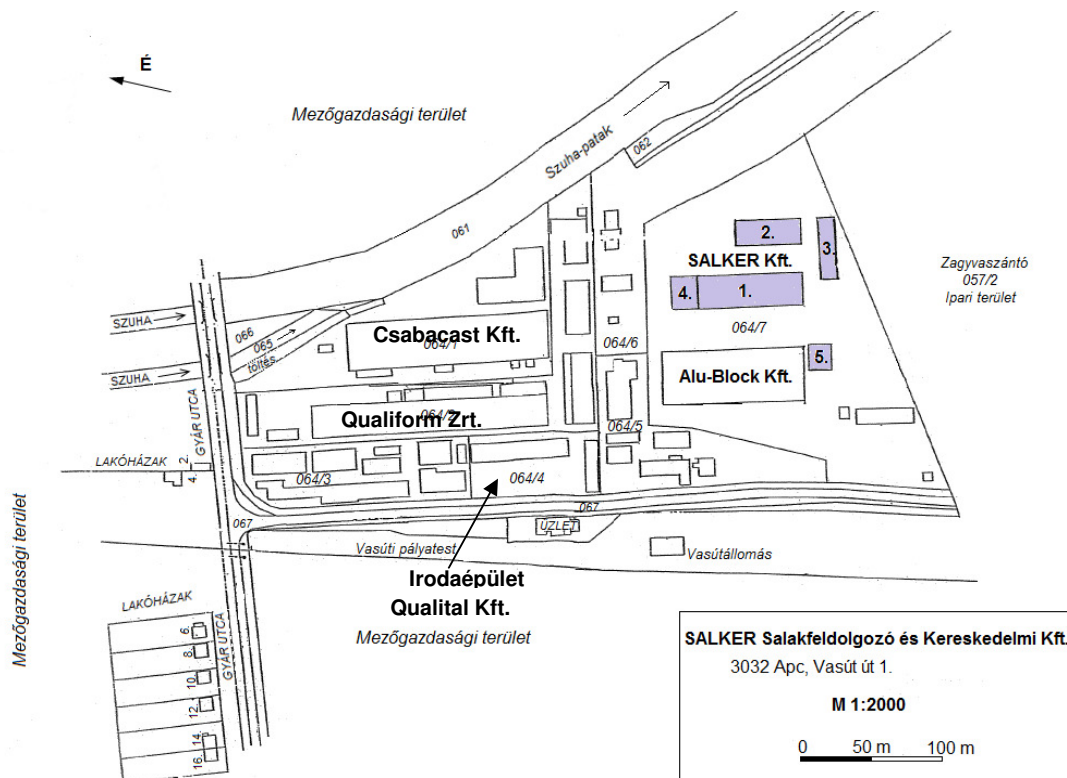 É
Mezőgazdasági terület
Szuha-patak
062
061
2.
3.
SALKER Kft.
4.
1.
064/7
Zagyvaszántó
057/2
Ipari terület
SZUHA
066
065
töltés
SZUHA
Csabacast Kft.
064/1
064/6
Alu-Block Kft.
5.
Qualiform Zrt.
064/2
064/5
GYÁR UTCA
LAKÓHÁZAK
2.
4.
064/3
064/4
067
067
ÜZLET
Vasúti pályatest
Vasútállomás
Irodaépület
Qualital Kft.
Mezőgazdasági terület
Mezőgazdasági terület
LAKÓHÁZAK
GYÁR UTCA
6.
8.
10.
12.
14.
16.
SALKER Salakfeldolgozó és Kereskedelmi Kft.
3032 Apc, Vasút út 1.
M 1:2000
0 50 m 100 m